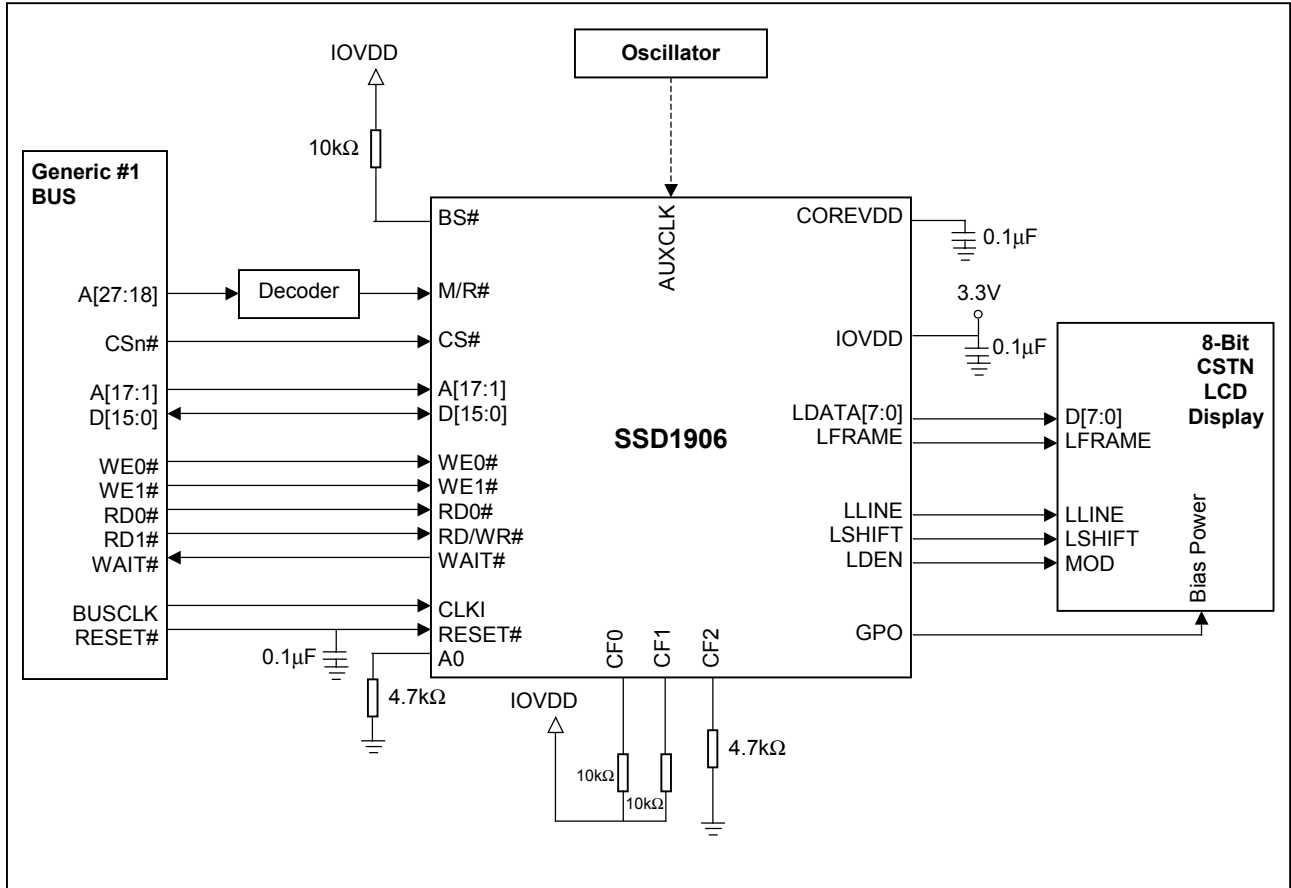 Oscillator
IOVDD
10kΩ
Generic #1
BUS
A[27:18]
CSn#
A[17:1]
D[15:0]
WE0#
WE1#
RD0#
RD1#
WAIT#
BUSCLK
RESET#
Decoder
0.1µF
4.7kΩ
BS#
M/R#
CS#
A[17:1]
D[15:0]
WE0#
WE1#
RD0#
RD/WR#
WAIT#
CLKI
RESET#
A0
AUXCLK
SSD1906
CF0
CF1
CF2
COREVDD
IOVDD
LDATA[7:0]
LFRAME
LLINE
LSHIFT
LDEN
GPO
0.1µF
3.3V
0.1µF
8-Bit
CSTN
LCD
Display
D[7:0]
LFRAME
LLINE
LSHIFT
MOD
Bias Power
IOVDD
10kΩ
10kΩ
4.7kΩ